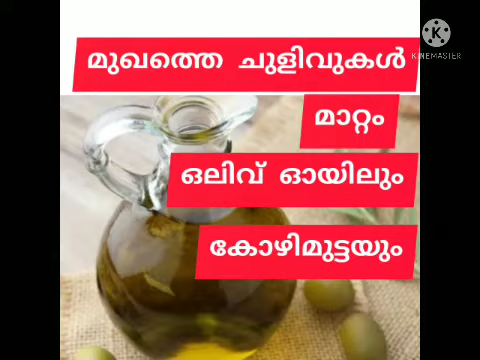 മുഖത്തെ ചുളിവുകൾ
KINEMASTER
മാറ്റം
ഒലിവ് ഓയിലും
കോഴിമുട്ടയും